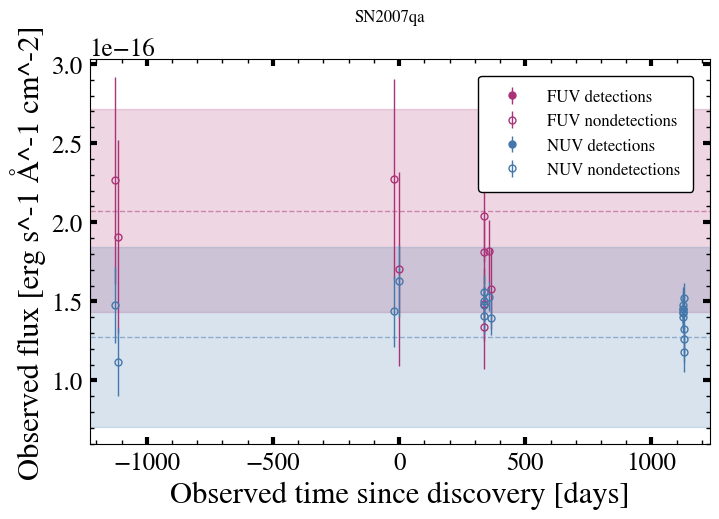 SN2007qa
1e−16
3.0
2.5
2.0
1.5
1.0
Observed flux [erg s^-1 Å^-1 cm^-2]
FUV detections
FUV nondetections
NUV detections
NUV nondetections
−1000 −500 0 500 1000
Observed time since discovery [days]